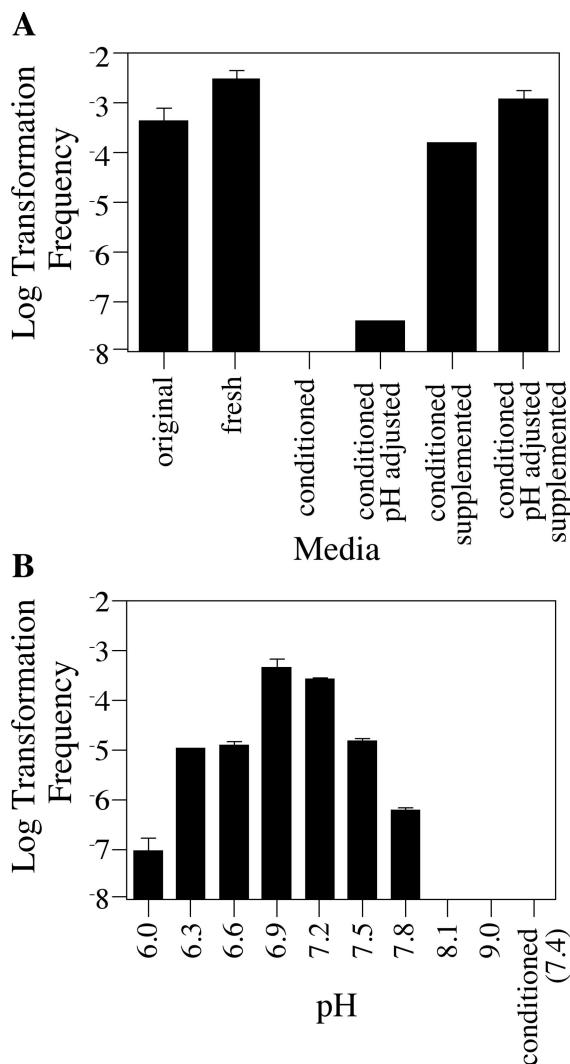 A
Log Transformation
Frequency
-2
-3
-4
-5
-6
-7
-8
original
fresh
conditioned
conditioned
pH adjusted
conditioned
supplemented
conditioned
pH adjusted
supplemented
Media
B
Log Transformation
Frequency
-2
-3
-4
-5
-6
-7
-8
6.0
6.3
6.6
6.9
7.2
7.5
7.8
8.1
9.0
conditioned
(7.4)
pH